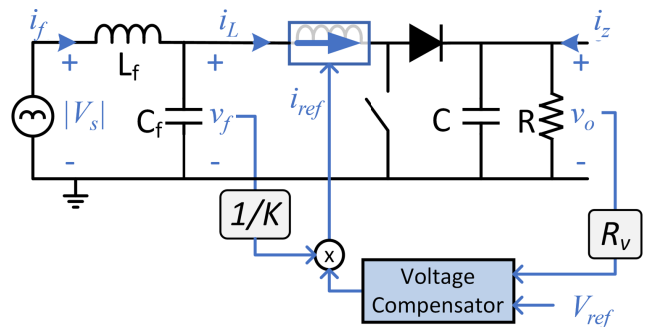 i_f
i_L
i_z
+
+
+
L_f
i_ref
|V_s|
C_f
v_f
C
R
v_o
-
-
-
1/K
R_v
x
Voltage
Compensator
V_ref